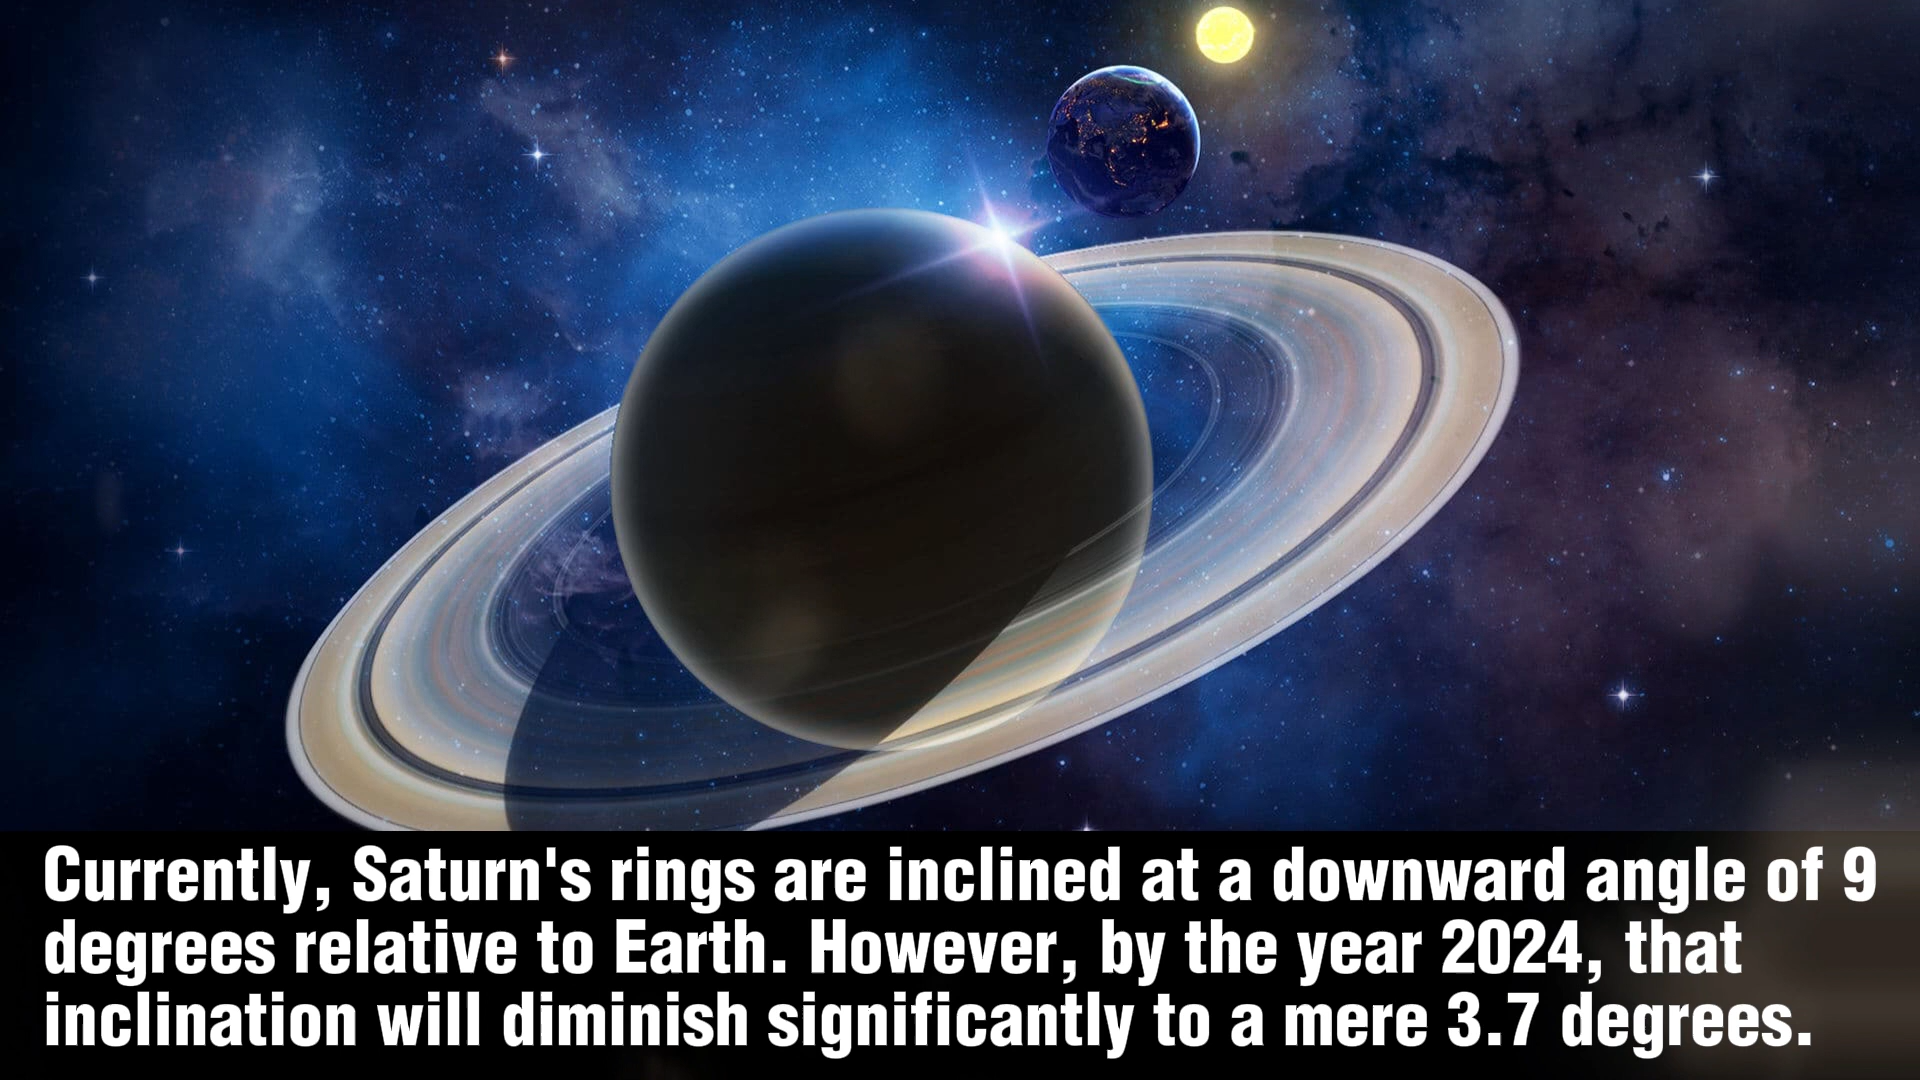 Currently, Saturn's rings are inclined at a downward angle of 9
degrees relative to Earth. However, by the year 2024, that
inclination will diminish significantly to a mere 3.7 degrees.